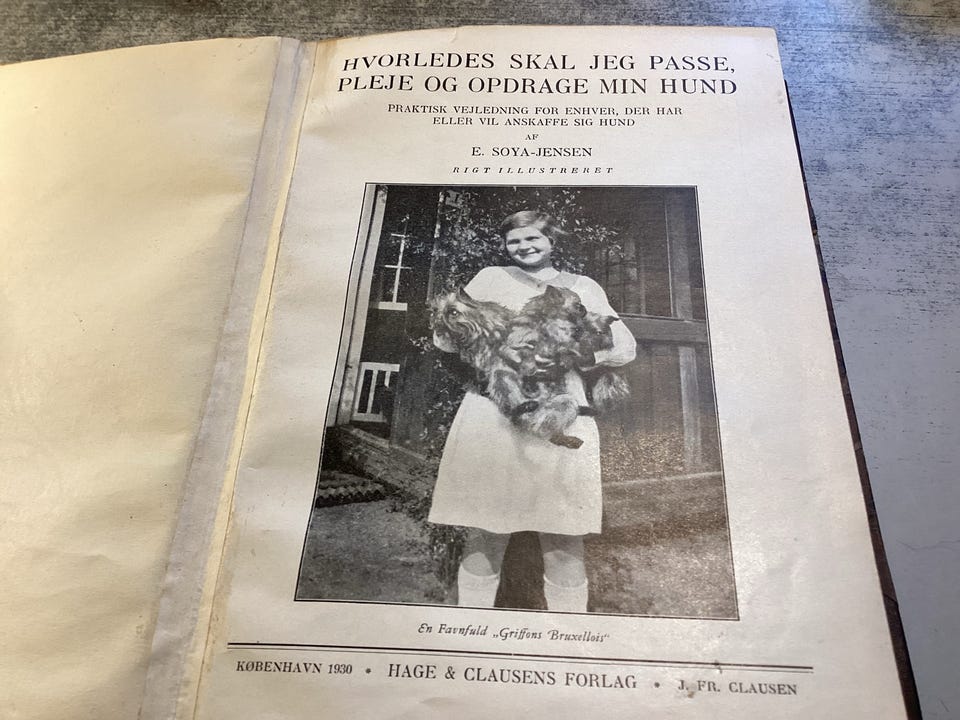 HVORLEDES SKAL JEG PASSE,
PLEJE OG OPDRAGE MIN HUND
PRAKTISK VEJLEDNING FOR ENHVER, DER HAR
ELLER VIL ANSKAFFE SIG HUND
AF
E. SØYA-JENSEN
RIGT ILLUSTRERET
En Favnfuld „Griffons Bruxellois"
KØBENHAVN 1930 * HAGE & CLAUSENS FORLAG * J. FR. CLAUSEN